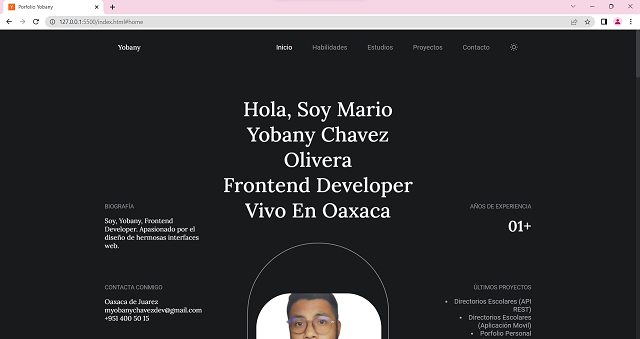 Porfolio Yobany
127.0.0.1:5500/index.html#home
Yobany
Inicio
Habilidades
Estudios
Proyectos
Contacto
Hola, Soy Mario
Yobany Chavez
Olivera
Frontend Developer
Vivo En Oaxaca
BIOGRAFÍA
Soy, Yobany, Frontend
Developer. Apasionado por el
diseño de hermosas interfaces
web.
CONTACTA CONMIGO
Oaxaca de Juarez
myobanychavezdev@gmail.com
+951 400 50 15
AÑOS DE EXPERIENCIA
01+
ÚLTIMOS PROYECTOS
• Directorios Escolares (API
REST)
• Directorios Escolares
(Aplicación Movil)
• Porfolio Personal